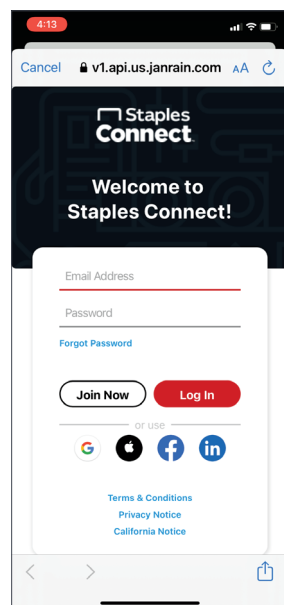 4:13
Cancel v1.api.us.janrain.com AA
Staples
Connect
Welcome to
Staples Connect!
Email Address
Password
Forgot Password
Join Now Log In
or use
G f in
Terms & Conditions
Privacy Notice
California Notice